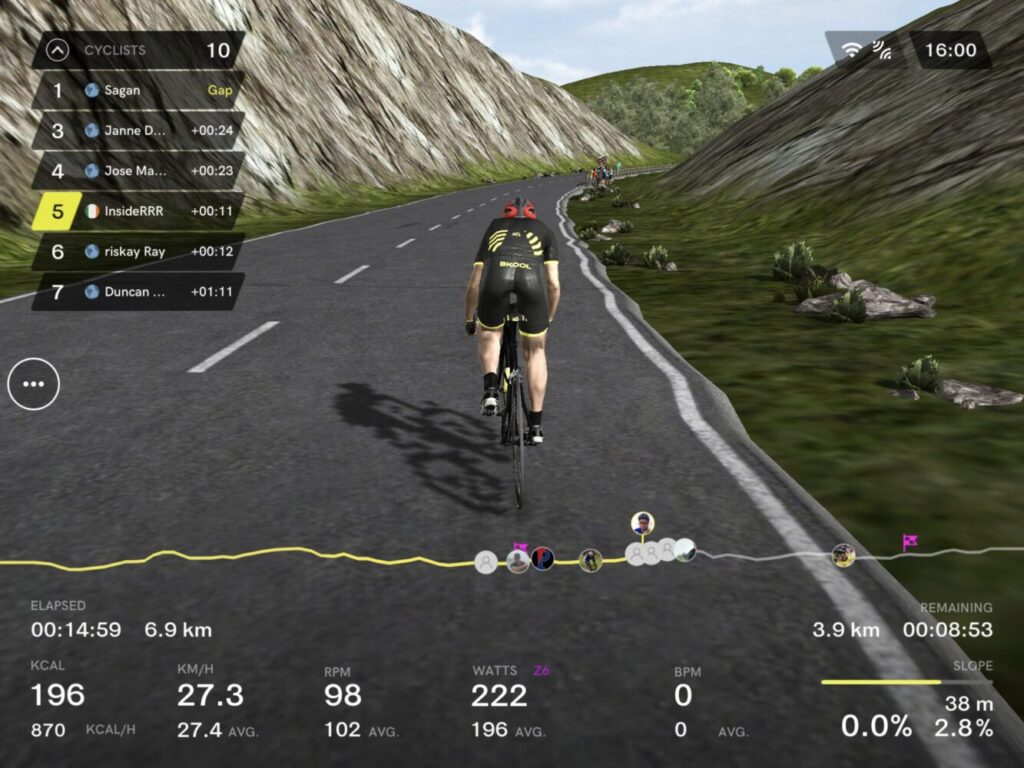 CYCLISTS 10
1 Sagan Gap
3 Janne D... +00:24
4 Jose Ma... +00:23
5 InsideRRR +00:11
6 riskay Ray +00:12
7 Duncan ... +01:11
16:00
BKOOL
ELAPSED
00:14:59 6.9 km
REMAINING
3.9 km 00:08:53
KCAL
196
870 KCAL/H
KM/H
27.3
27.4 AVG.
RPM
98
102 AVG.
WATTS Z6
222
196 AVG.
BPM
0
0 AVG.
SLOPE
38 m
0.0% 2.8%